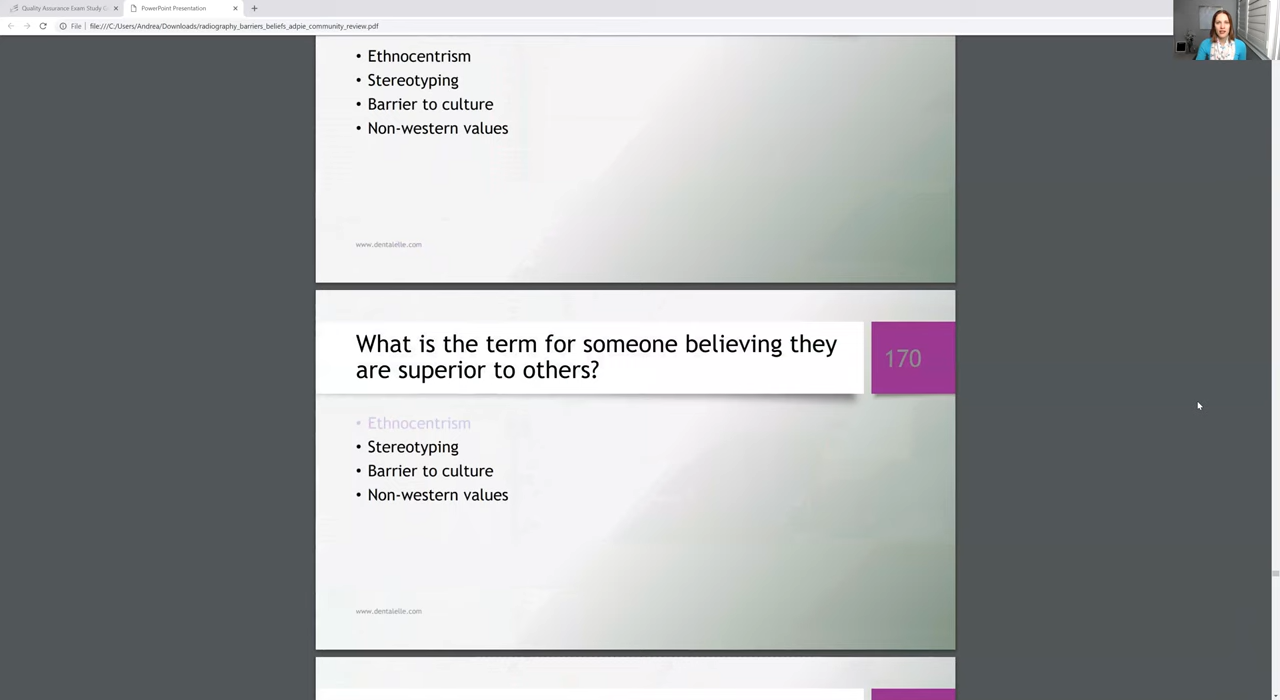 Quality Assurance Exam Study G
PowerPoint Presentation
File
file:///C:/Users/Andrea/Downloads/radiography_barriers_beliefs_adpie_community_review.pdf
• Ethnocentrism
• Stereotyping
• Barrier to culture
• Non-western values
www.dentalelle.com
What is the term for someone believing they
are superior to others?
170
• Ethnocentrism
• Stereotyping
• Barrier to culture
• Non-western values
www.dentalelle.com